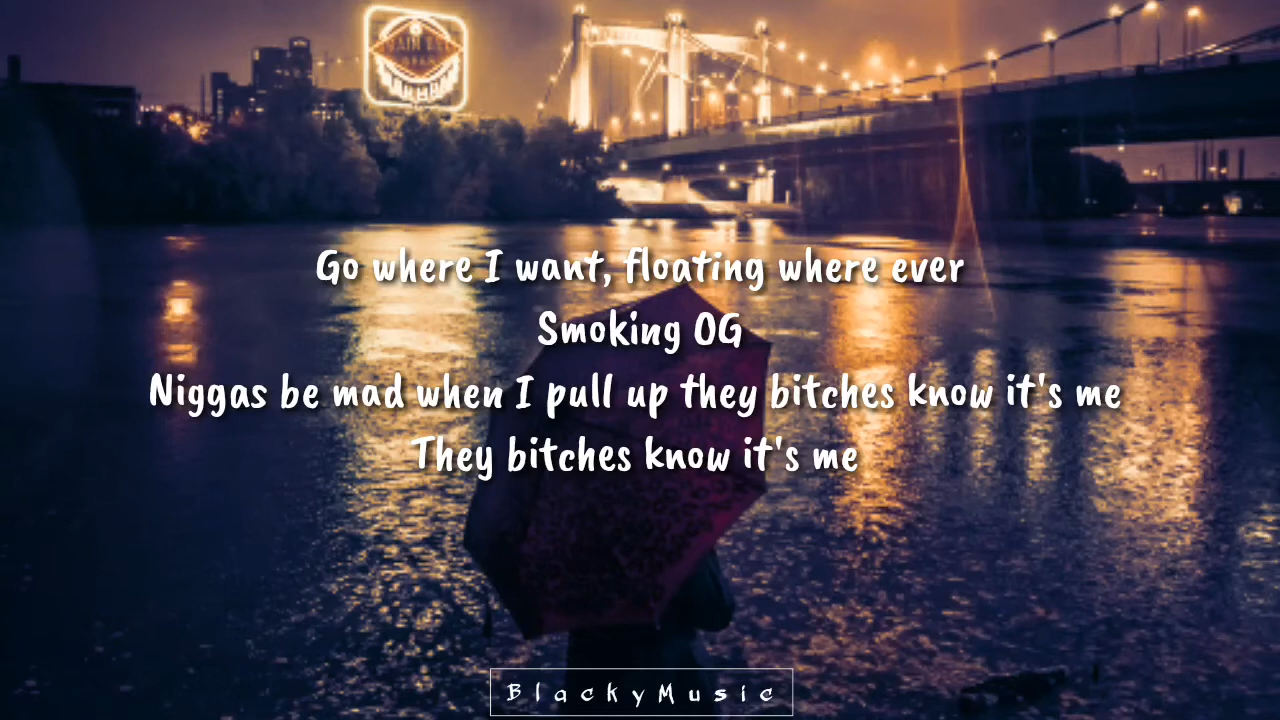 Go where I want, floating where ever
Smoking OG
Niggas be mad when I pull up they bitches know it's me
They bitches know it's me
BlackyMusic